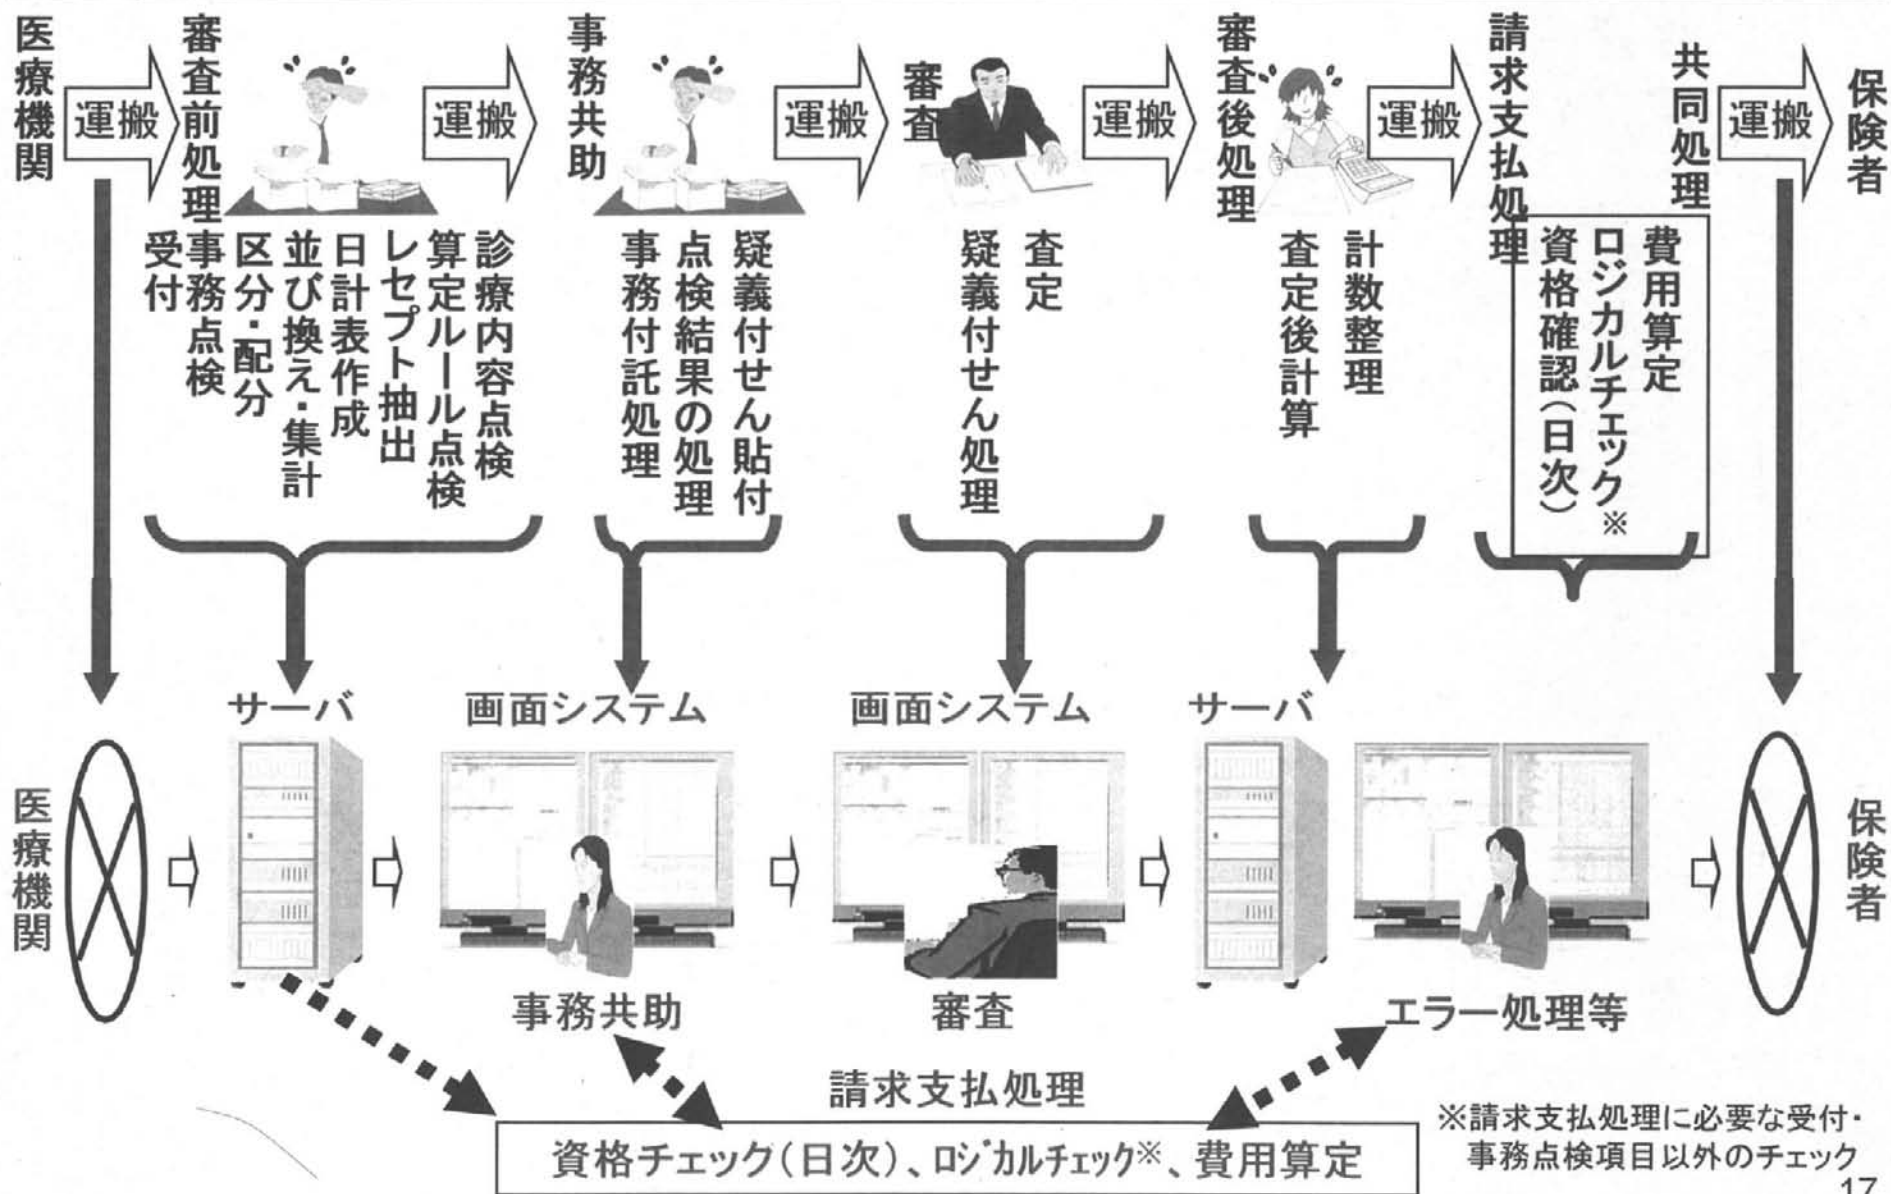 医療機関
運搬
審査前処理
運搬
事務共助
運搬
審査
運搬
審査後処理
運搬
請求支払処理
共同処理
運搬
保険者
受付
事務点検
区分・配分
並び換え・集計
日計表作成
レセプト抽出
算定ルール点検
診療内容点検
事務付託処理
点検結果の処理
疑義付せん貼付
疑義付せん処理
査定
査定後計算
計数整理
資格確認(日次)
ロジカルチェック※
費用算定
サーバ
画面システム
画面システム
サーバ
医療機関
保険者
事務共助
審査
エラー処理等
請求支払処理
資格チェック(日次)、ロジカルチェック※、費用算定
※請求支払処理に必要な受付・
事務点検項目以外のチェック
17